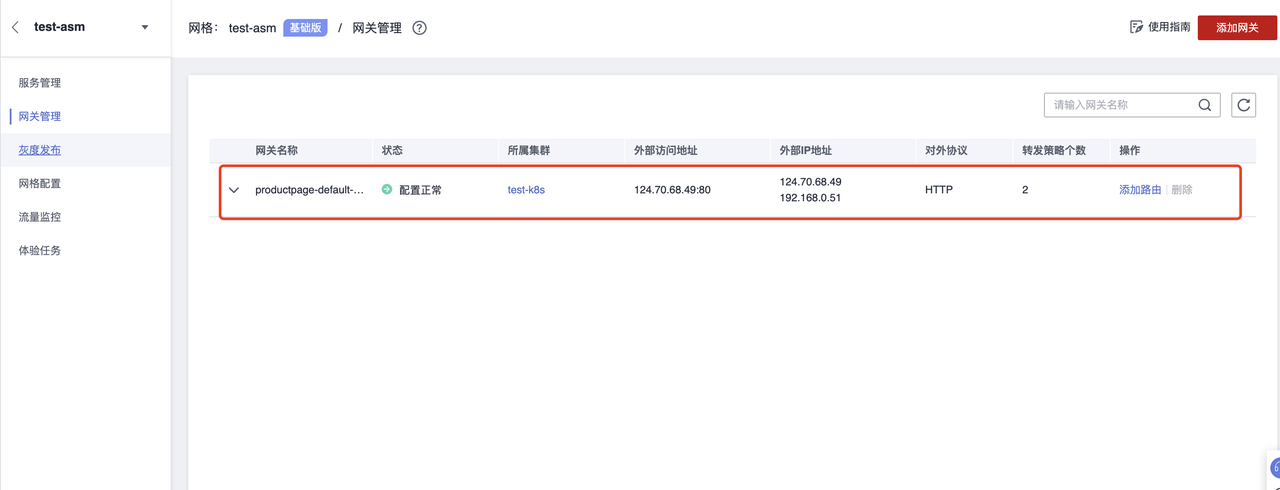 test-asm
网格： test-asm 基础版 / 网关管理 ?
使用指南
添加网关
服务管理
网关管理
灰度发布
网格配置
流量监控
体验任务
请输入网关名称
网关名称 状态 所属集群 外部访问地址 外部IP地址 对外协议 转发策略个数 操作
productpage-default-... 配置正常 test-k8s 124.70.68.49:80 124.70.68.49 HTTP 2 添加路由 删除
192.168.0.51